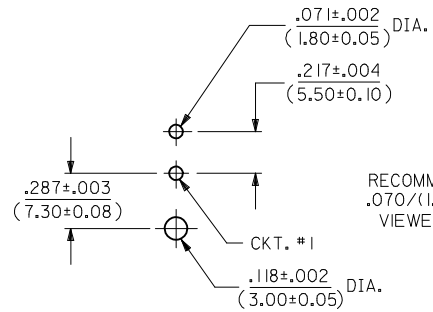 .071±.002 DIA.
(1.80±0.05)
.217±.004
(5.50±0.10)
.287±.003
(7.30±0.08)
RECOMM
.070/(1.
VIEWE
CKT. #1
.118±.002 DIA.
(3.00±0.05)